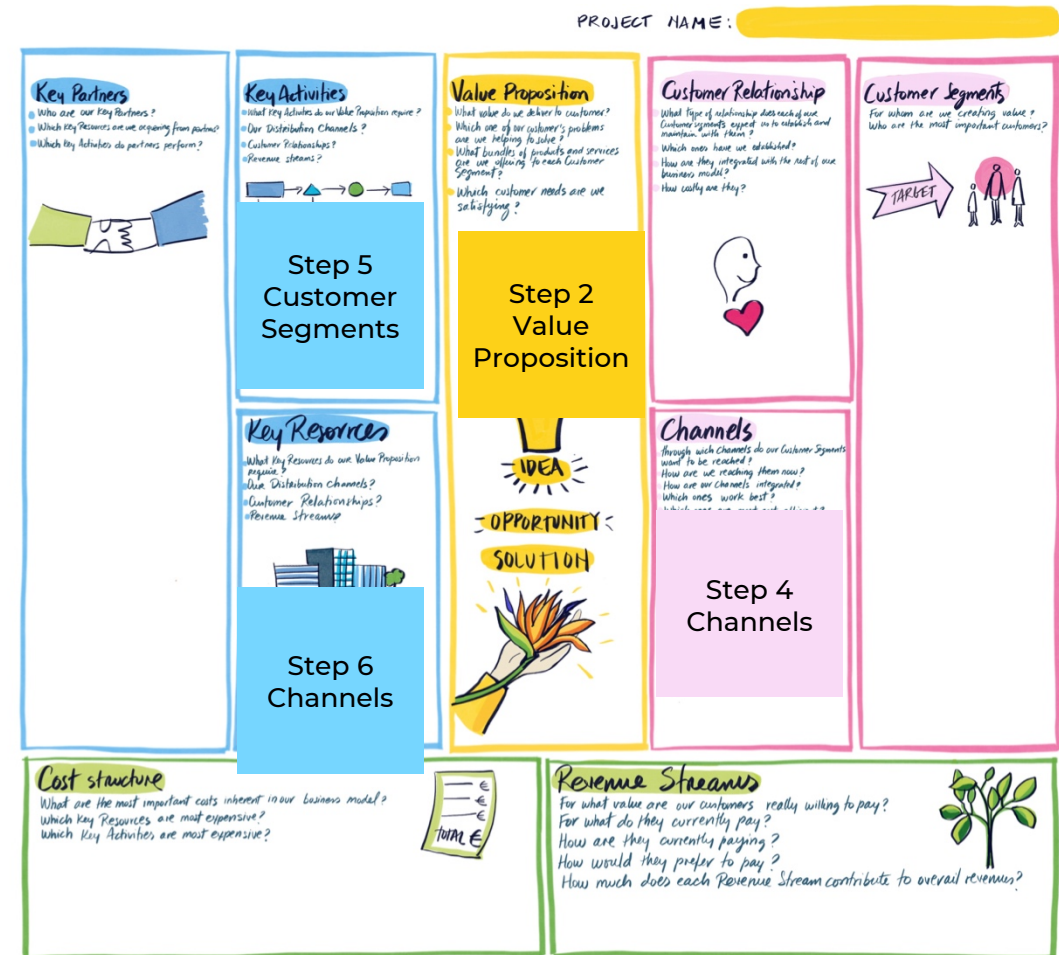 PROJECT NAME:
Key Partners
Who are our Key Partners?
Which Key Resources are we acquiring from partners?
Which Key Activities do partners perform?
Key Activities
What Key Activities do our Value Proposition require?
Our Distribution Channels?
Customer Relationships?
Revenue streams?
Step 5
Customer
Segments
Key Resources
What Key Resources do our Value Proposition
require?
Our Distribution Channels?
Customer Relationships?
Revenue Streams
Step 6
Channels
Value Proposition
What value do we deliver to customer?
Which one of our customer's problems
are we helping to solve?
What bundles of products and services
are we offering to each Customer
Segment?
Which customer needs are we
satisfying?
Step 2
Value
Proposition
IDEA
OPPORTUNITY
SOLUTION
Customer Relationship
What type of relationship does each of our
Customer segments expect us to establish and
maintain with them?
Which ones have we established?
How are they integrated with the rest of our
business model?
How costly are they?
Channels
through wich channels do our Customer Segments
want to be reached?
How are we reaching them now?
How are our channels integrated?
Which ones work best?
Step 4
Channels
Customer Segments
For whom are we creating value?
Who are the most important customers?
TARGET
Cost structure
What are the most important costs inherent in our business model?
Which Key Resources are most expensive?
Which Key Activities are most expensive?
€
€
€
TOTAL €
Revenue Streams
For what value are our customers really willing to pay?
For what do they currently pay?
How are they currently paying?
How would they prefer to pay?
How much does each Revenue Stream contribute to overall revenues?